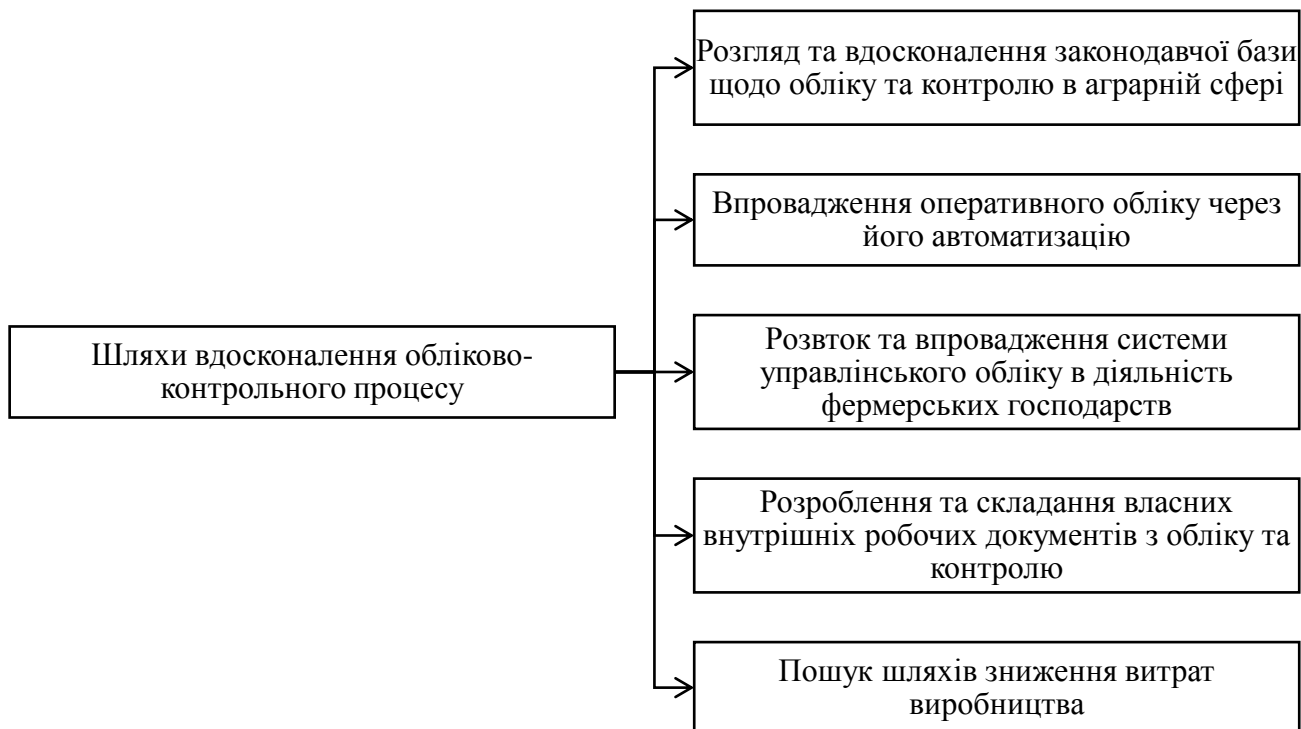 Розгляд та вдосконалення законодавчої бази
щодо обліку та контролю в аграрній сфері
Впровадження оперативного обліку через
його автоматизацію
Шляхи вдосконалення обліково-
контрольного процесу
Розвток та впровадження системи
управлінського обліку в діяльність
фермерських господарств
Розроблення та складання власних
внутрішніх робочих документів з обліку та
контролю
Пошук шляхів зниження витрат
виробництва